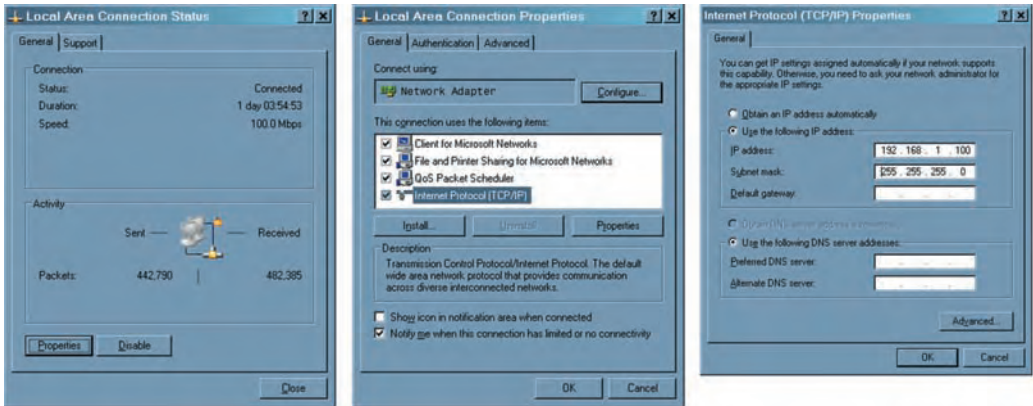 Local Area Connection Status
General
Support
Connection
Status: Connected
Duration: 1 day 03:54:53
Speed: 100.0 Mbps
Activity
Sent
Received
Packets: 442,790 482,385
Properties
Disable
Close
Local Area Connection Properties
General
Authentication
Advanced
Connect using:
Network Adapter
Configure...
This connection uses the following items:
Client for Microsoft Networks
File and Printer Sharing for Microsoft Networks
QoS Packet Scheduler
Internet Protocol (TCP/IP)
Install...
Uninstall
Properties
Description
Transmission Control Protocol/Internet Protocol. The default
wide area network protocol that provides communication
across diverse interconnected networks.
Show icon in notification area when connected
Notify me when this connection has limited or no connectivity
OK
Cancel
Internet Protocol (TCP/IP) Properties
General
You can get IP settings assigned automatically if your network supports
this capability. Otherwise, you need to ask your network administrator for
the appropriate IP settings.
Obtain an IP address automatically
Use the following IP address:
IP address: 192 . 168 . 1 . 100
Subnet mask: 255 . 255 . 255 . 0
Default gateway:
Obtain DNS server address automatically
Use the following DNS server addresses:
Preferred DNS server:
Alternate DNS server:
Advanced...
OK
Cancel